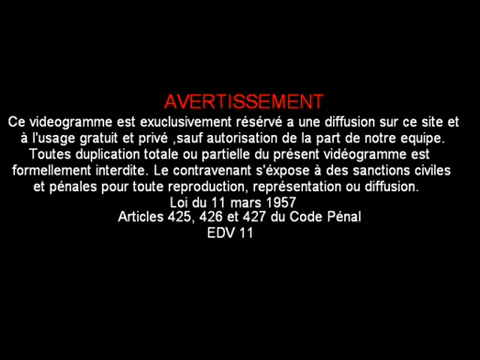 AVERTISSEMENT
Ce videogramme est exuclusivement résérvé a une diffusion sur ce site et
à l'usage gratuit et privé ,sauf autorisation de la part de notre equipe.
Toutes duplication totale ou partielle du présent vidéogramme est
formellement interdite. Le contravenant s'éxpose à des sanctions civiles
et pénales pour toute reproduction, représentation ou diffusion.
Loi du 11 mars 1957
Articles 425, 426 et 427 du Code Pénal
EDV 11